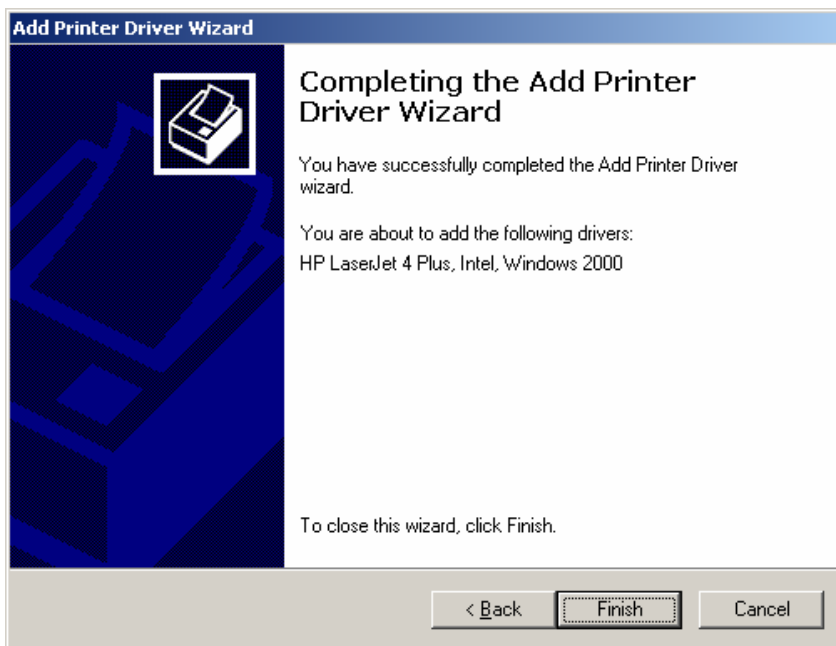 Add Printer Driver Wizard
Completing the Add Printer
Driver Wizard
You have successfully completed the Add Printer Driver
wizard.
You are about to add the following drivers:
HP LaserJet 4 Plus, Intel, Windows 2000
To close this wizard, click Finish.
< Back Finish Cancel